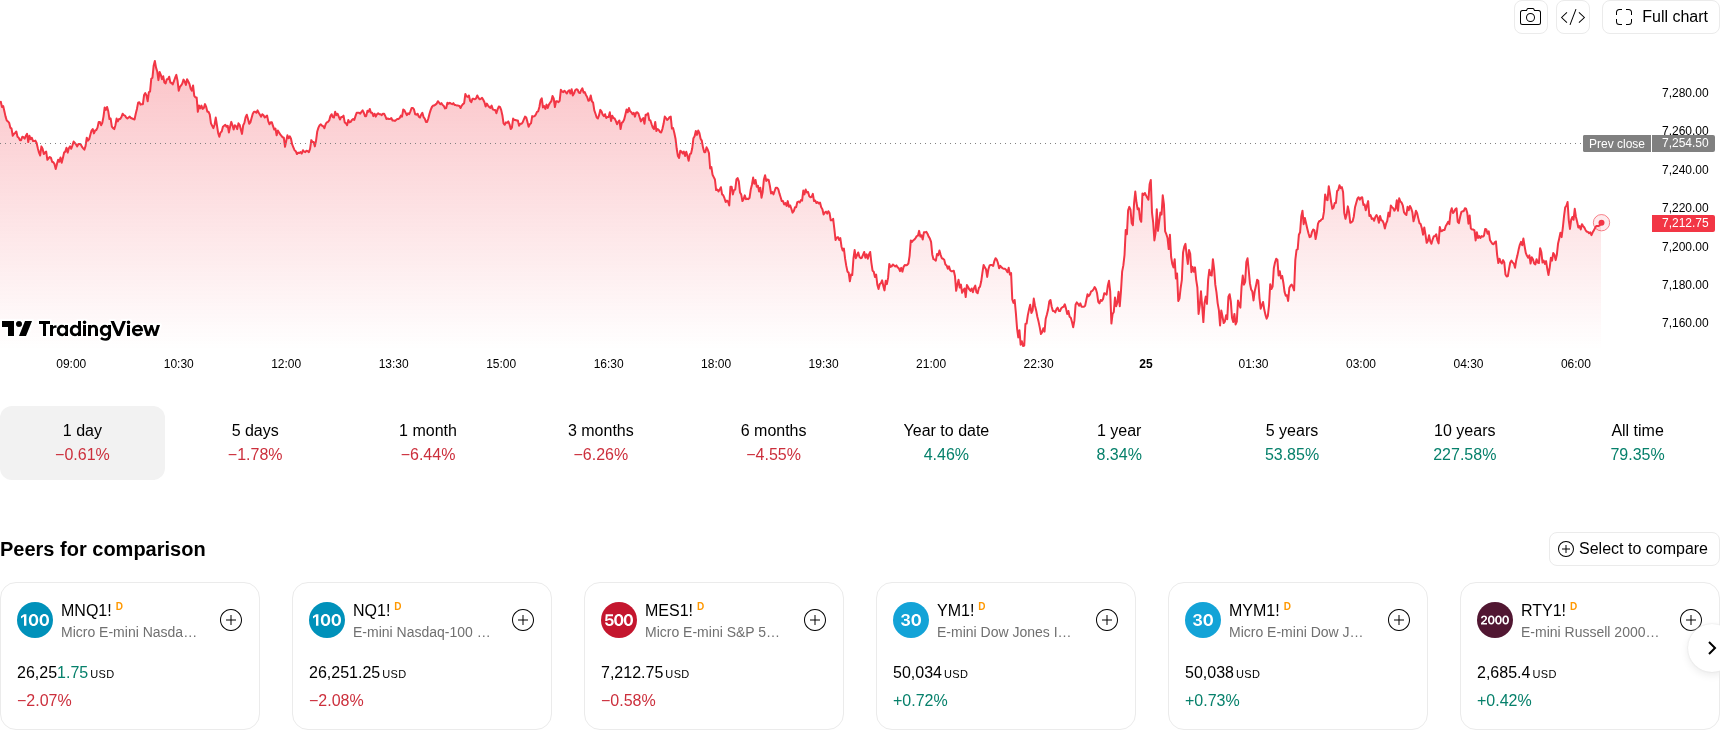 Full chart
7,280.00
7,260.00
Prev close 7,254.50
7,240.00
7,220.00
7,212.75
7,200.00
7,180.00
7,160.00
TradingView
09:00 10:30 12:00 13:30 15:00 16:30 18:00 19:30 21:00 22:30 25 01:30 03:00 04:30 06:00
1 day 5 days 1 month 3 months 6 months Year to date 1 year 5 years 10 years All time
−0.61% −1.78% −6.44% −6.26% −4.55% 4.46% 8.34% 53.85% 227.58% 79.35%
Peers for comparison
Select to compare
100 MNQ1! D
Micro E-mini Nasda…
26,251.75 USD
−2.07%
100 NQ1! D
E-mini Nasdaq-100 …
26,251.25 USD
−2.08%
500 MES1! D
Micro E-mini S&P 5…
7,212.75 USD
−0.58%
30 YM1! D
E-mini Dow Jones I…
50,034 USD
+0.72%
30 MYM1! D
Micro E-mini Dow J…
50,038 USD
+0.73%
2000 RTY1! D
E-mini Russell 2000…
2,685.4 USD
+0.42%